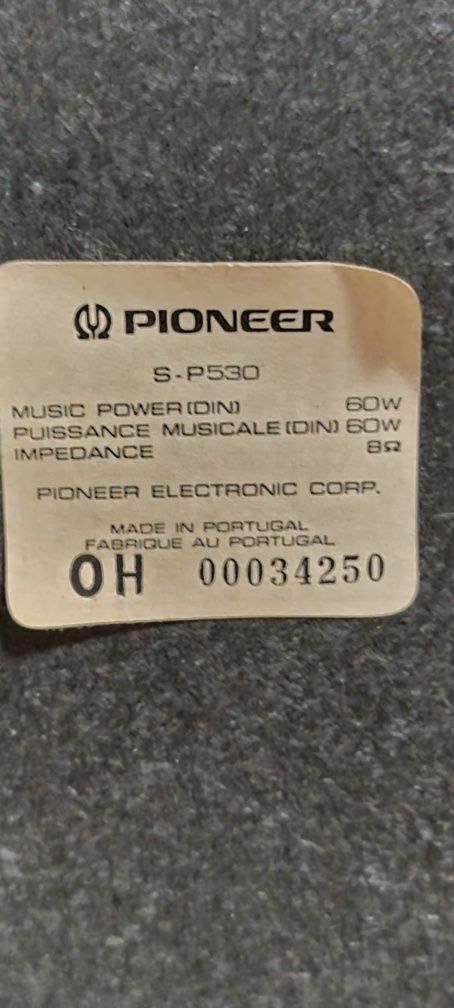 PIONEER
S-P530
MUSIC POWER (DIN) 60W
PUISSANCE MUSICALE (DIN) 60W
IMPEDANCE 8Ω
PIONEER ELECTRONIC CORP.
MADE IN PORTUGAL
FABRIQUE AU PORTUGAL
OH 00034250